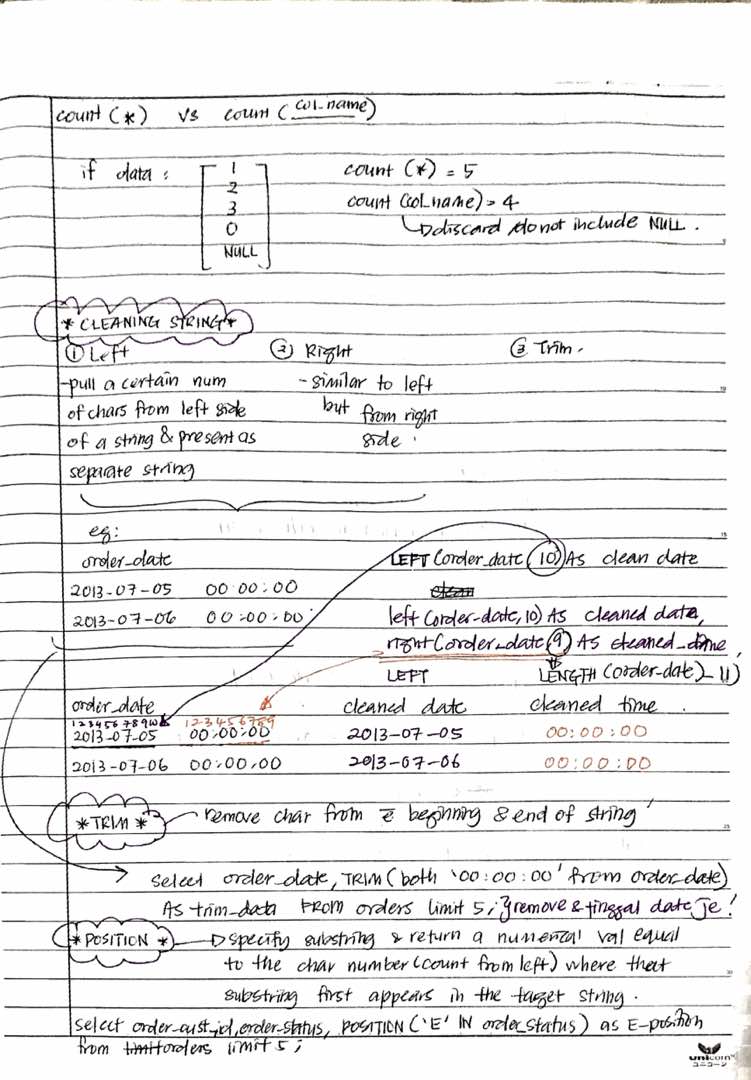 count (*) vs count (col_name)
if data : 1 count (*) = 5
2 count (col_name) = 4
3 discard /do not include NULL.
0
NULL
* CLEANING STRING *
① Left ② Right ③ Trim.
-pull a certain num - similar to left
of chars from left side but from right
of a string & present as side.
separate string
eg:
order_date LEFT (order_date, 10) As clean date
2013-07-05 00:00:00
2013-07-06 00:00:00 left (order-date, 10) As cleaned date,
right (order_date, 9) As cleaned_time,
LEFT LENGTH (order-date) - 11)
order_date cleaned date cleaned time.
12345678910 123456789
2013-07-05 00:00:00 2013-07-05 00:00:00
2013-07-06 00:00:00 2013-07-06 00:00:00
* TRIM * - remove char from e beginning & end of string
select order_date, TRIM (both '00:00:00' from order_date)
As trim_data FROM orders limit 5; } remove & tinggal date je!
* POSITION * specify substring & return a numerical val equal
to the char number (count from left) where that
substring first appears in the target string.
select order_cust_id, order-status, POSITION ('E' IN order_status) as E-position
from limit orders limit 5;
unicorn
ユニコーン